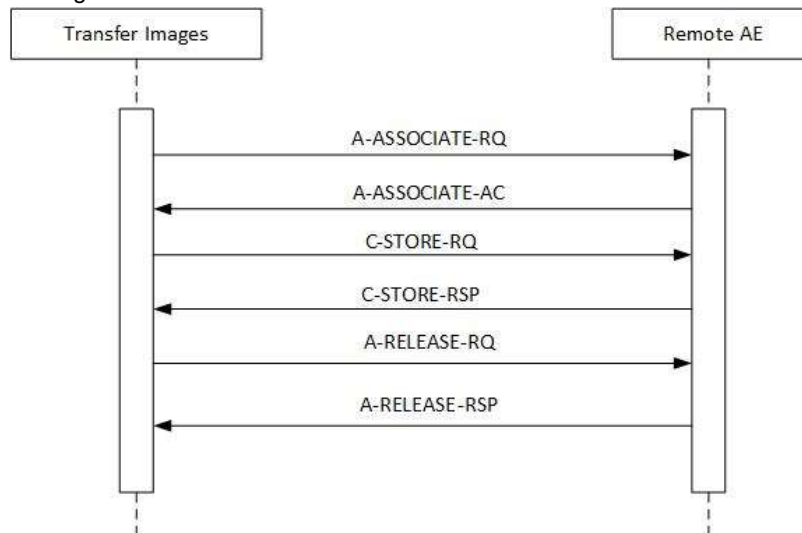 Transfer Images
Remote AE
A-ASSOCIATE-RQ
A-ASSOCIATE-AC
C-STORE-RQ
C-STORE-RSP
A-RELEASE-RQ
A-RELEASE-RSP